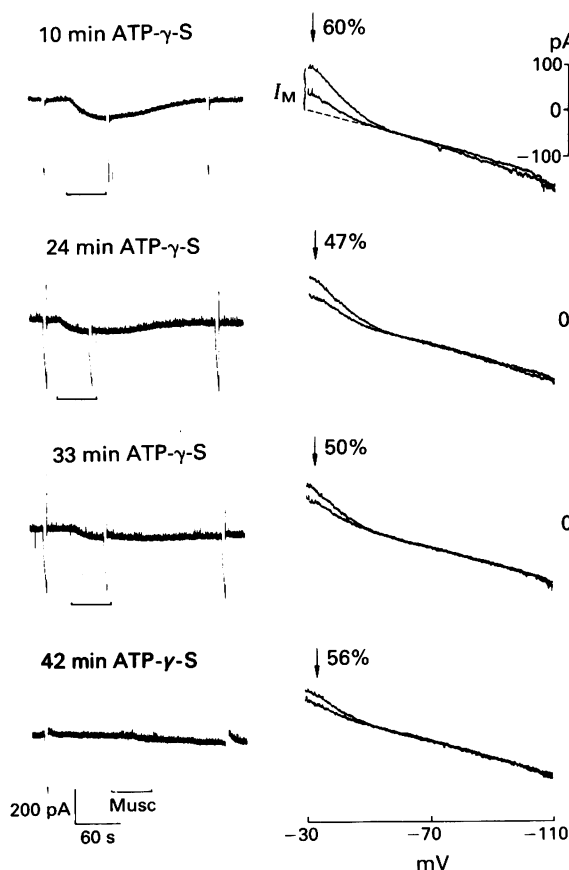 10 min ATP-γ-S
60%
pA
100
I_M
0
−100
24 min ATP-γ-S
47%
0
33 min ATP-γ-S
50%
0
42 min ATP-γ-S
56%
200 pA
Musc
60 s
−30 −70 −110
mV